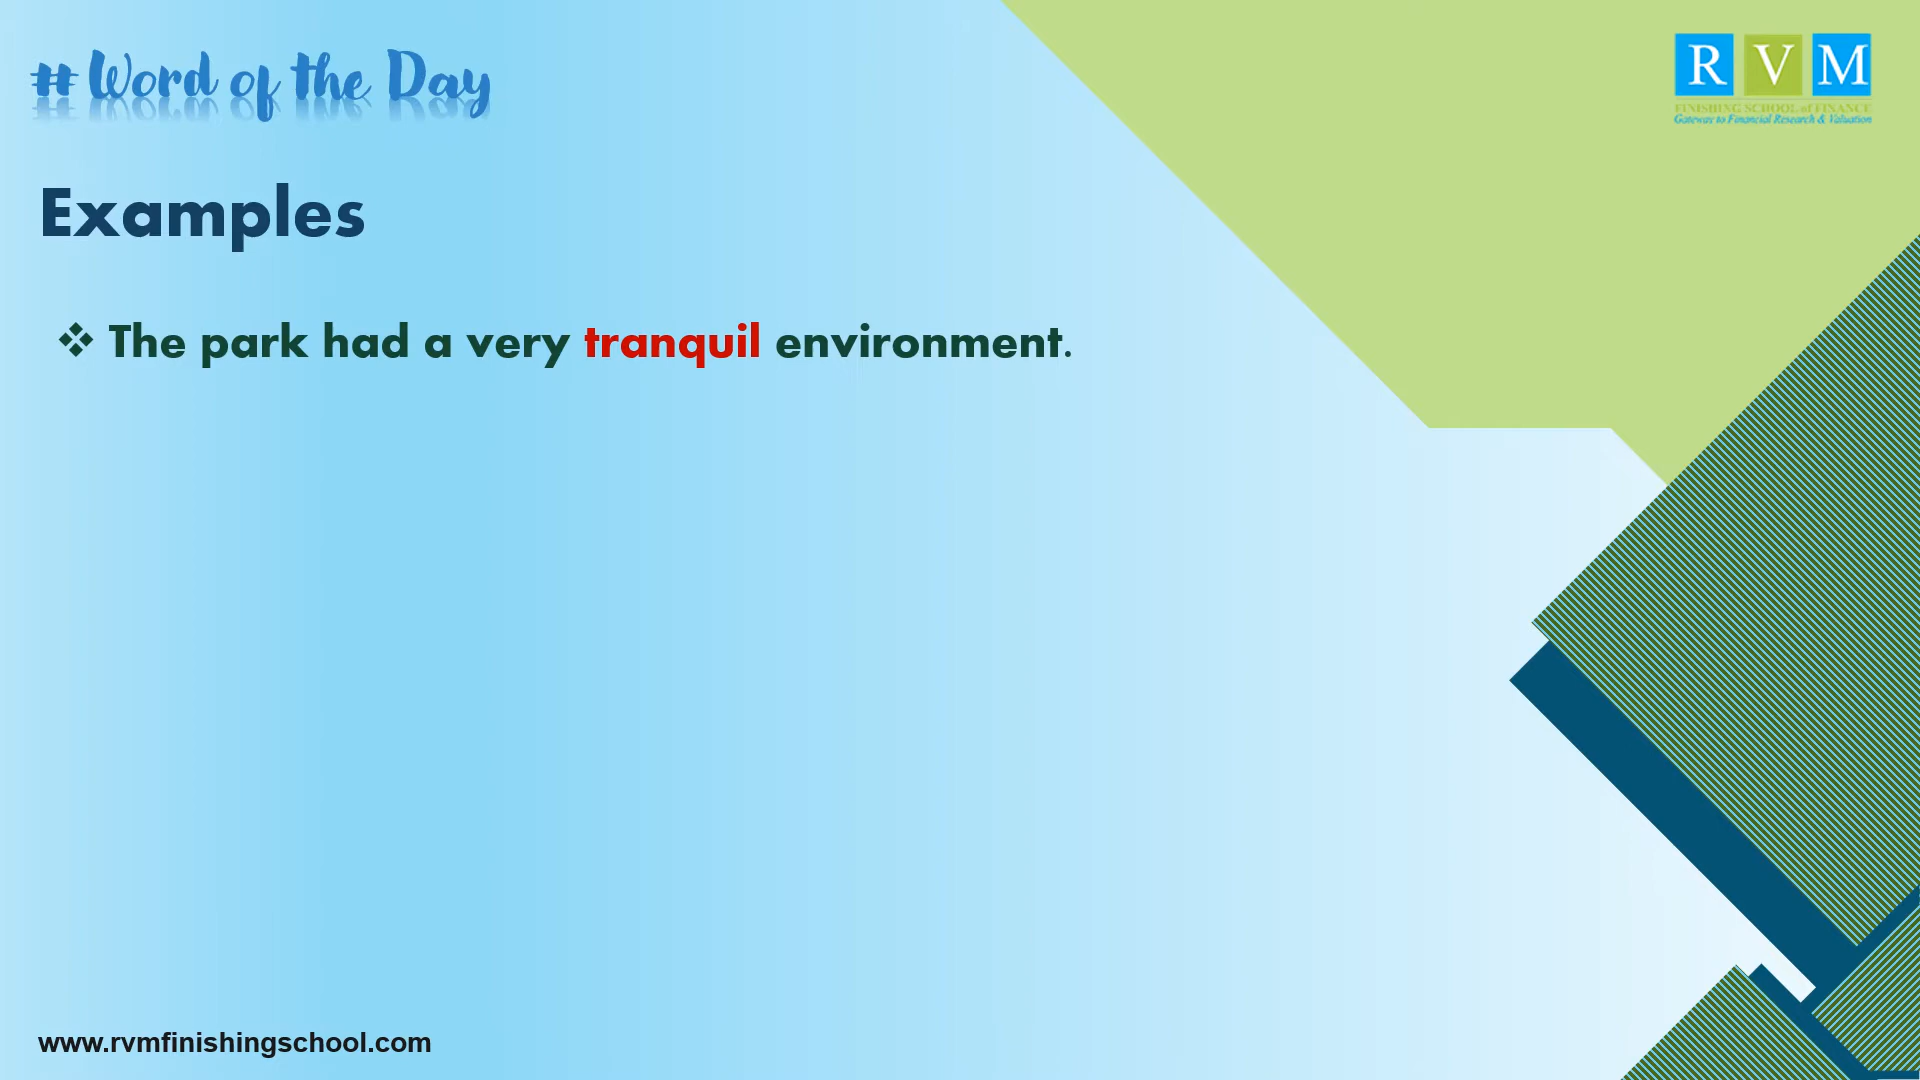 # Word of the Day
R V M
FINISHING SCHOOL of FINANCE
Gateway to Financial Research & Valuation
Examples
❖ The park had a very tranquil environment.
www.rvmfinishingschool.com